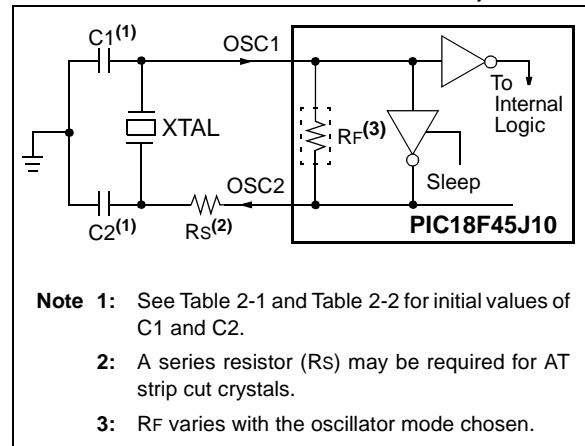 C1(1)
OSC1
To
Internal
Logic
XTAL
RF(3)
Sleep
OSC2
C2(1)
RS(2)
PIC18F45J10
Note 1: See Table 2-1 and Table 2-2 for initial values of
C1 and C2.
2: A series resistor (RS) may be required for AT
strip cut crystals.
3: RF varies with the oscillator mode chosen.